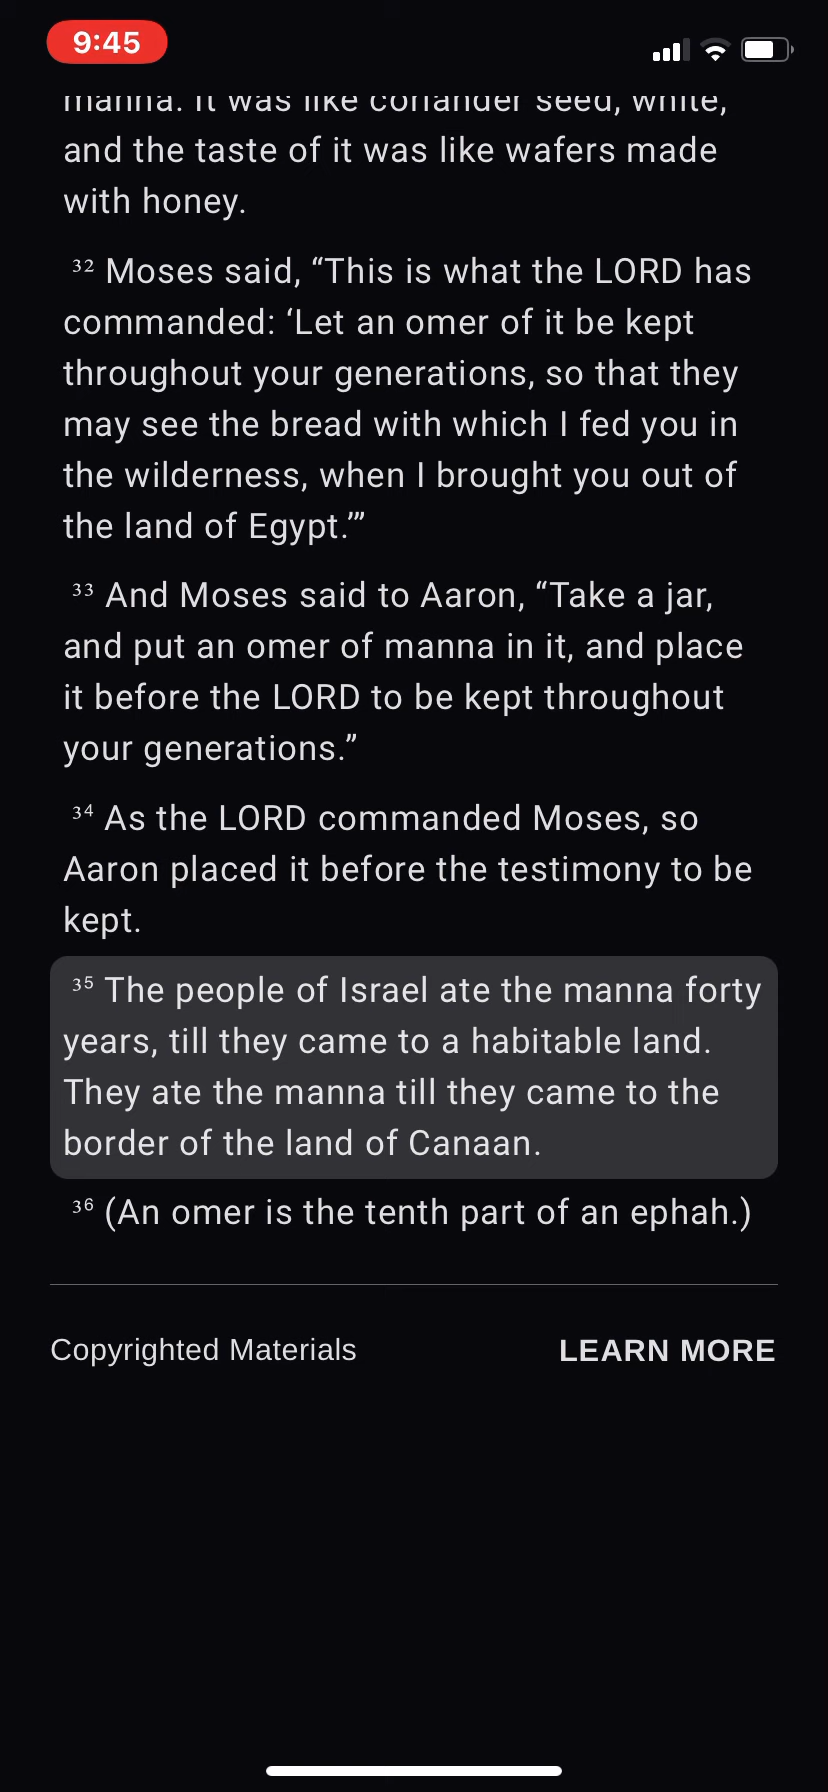 9:45
manna. It was like coriander seed, white,
and the taste of it was like wafers made
with honey.
32 Moses said, “This is what the LORD has
commanded: ‘Let an omer of it be kept
throughout your generations, so that they
may see the bread with which I fed you in
the wilderness, when I brought you out of
the land of Egypt.’”
33 And Moses said to Aaron, “Take a jar,
and put an omer of manna in it, and place
it before the LORD to be kept throughout
your generations.”
34 As the LORD commanded Moses, so
Aaron placed it before the testimony to be
kept.
35 The people of Israel ate the manna forty
years, till they came to a habitable land.
They ate the manna till they came to the
border of the land of Canaan.
36 (An omer is the tenth part of an ephah.)
Copyrighted Materials LEARN MORE